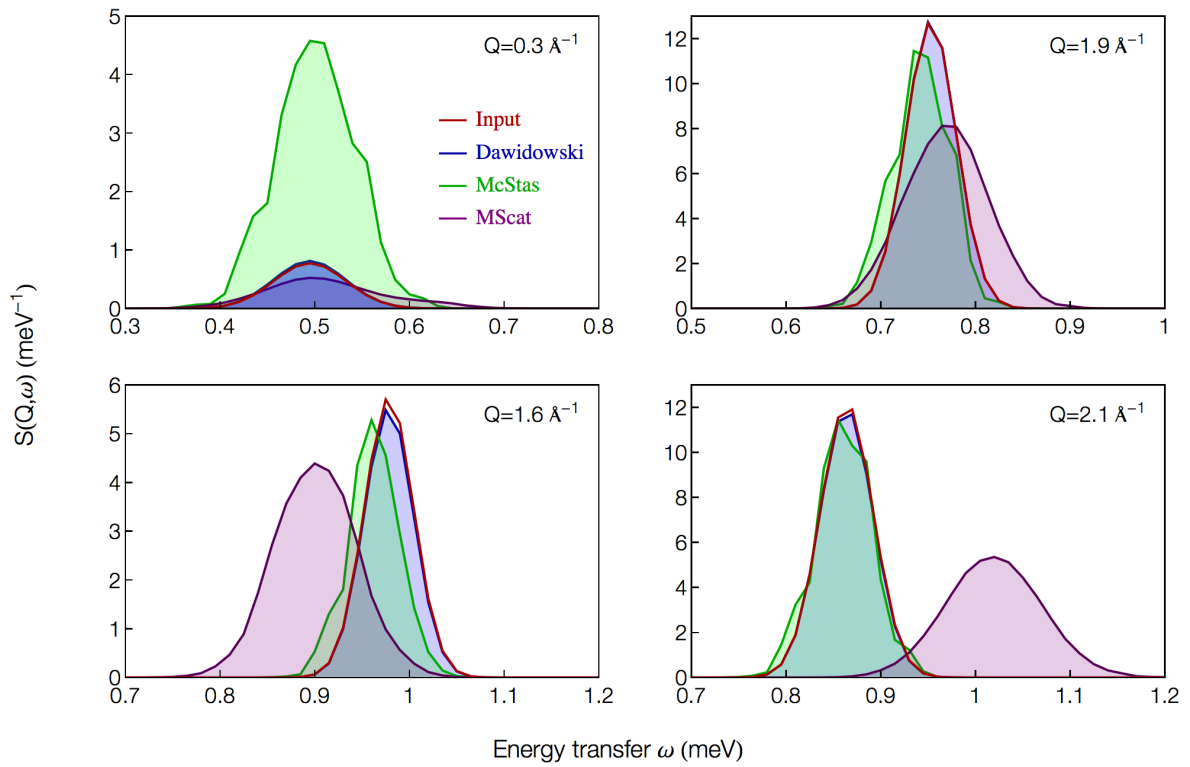 S(Q,ω) (meV⁻¹)
Q=0.3 Å⁻¹
5
4
3
2
1
0
0.3 0.4 0.5 0.6 0.7 0.8
Input
Dawidowski
McStas
MScat
Q=1.9 Å⁻¹
12
10
8
6
4
2
0
0.5 0.6 0.7 0.8 0.9 1
Q=1.6 Å⁻¹
6
5
4
3
2
1
0
0.7 0.8 0.9 1 1.1 1.2
Q=2.1 Å⁻¹
12
10
8
6
4
2
0
0.7 0.8 0.9 1 1.1 1.2
Energy transfer ω (meV)